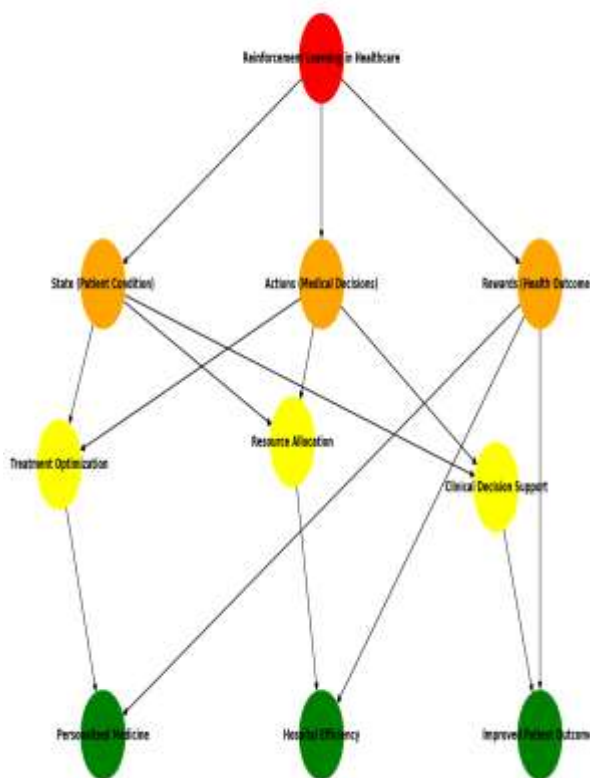 Reinforcement Learning in Healthcare
State (Patient Condition)
Actions (Medical Decisions)
Rewards (Health Outcome
Treatment Optimization
Resource Allocation
Clinical Decision Support
Personalized Medicine
Hospital Efficiency
Improved Patient Outcome